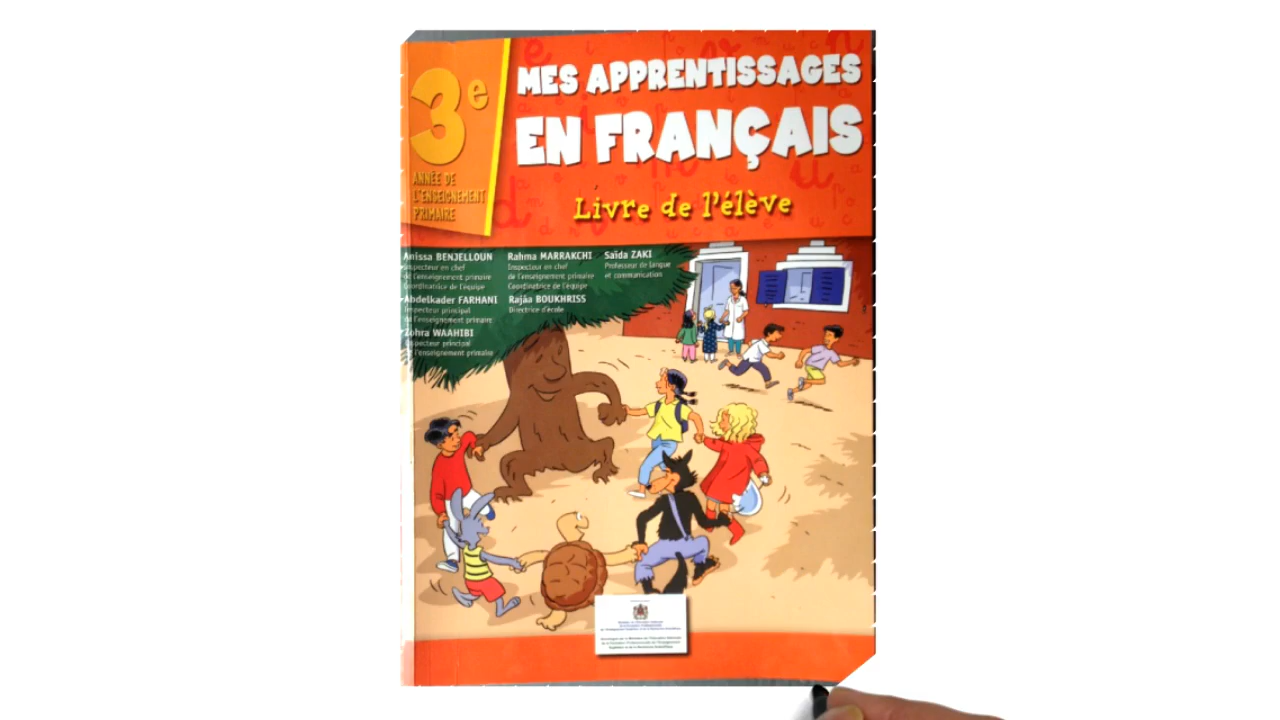 3e
ANNÉE DE
L'ENSEIGNEMENT
PRIMAIRE
MES APPRENTISSAGES
EN FRANÇAIS
Livre de l'élève
Anissa BENJELLOUN
Inspecteur en chef
de l'enseignement primaire
Coordinatrice de l'équipe
Abdelkader FARHANI
Inspecteur principal
de l'enseignement primaire
Zohra WAAHIBI
Inspecteur principal
de l'enseignement primaire
Rahma MARRAKCHI
Inspecteur en chef
de l'enseignement primaire
Coordinatrice de l'équipe
Rajâa BOUKHRISS
Directrice d'école
Saïda ZAKI
Professeur de langue
et communication